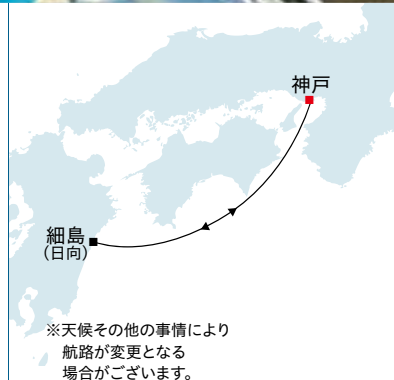 神戸
細島
(日向)
※天候その他の事情により
航路が変更となる
場合がございます。